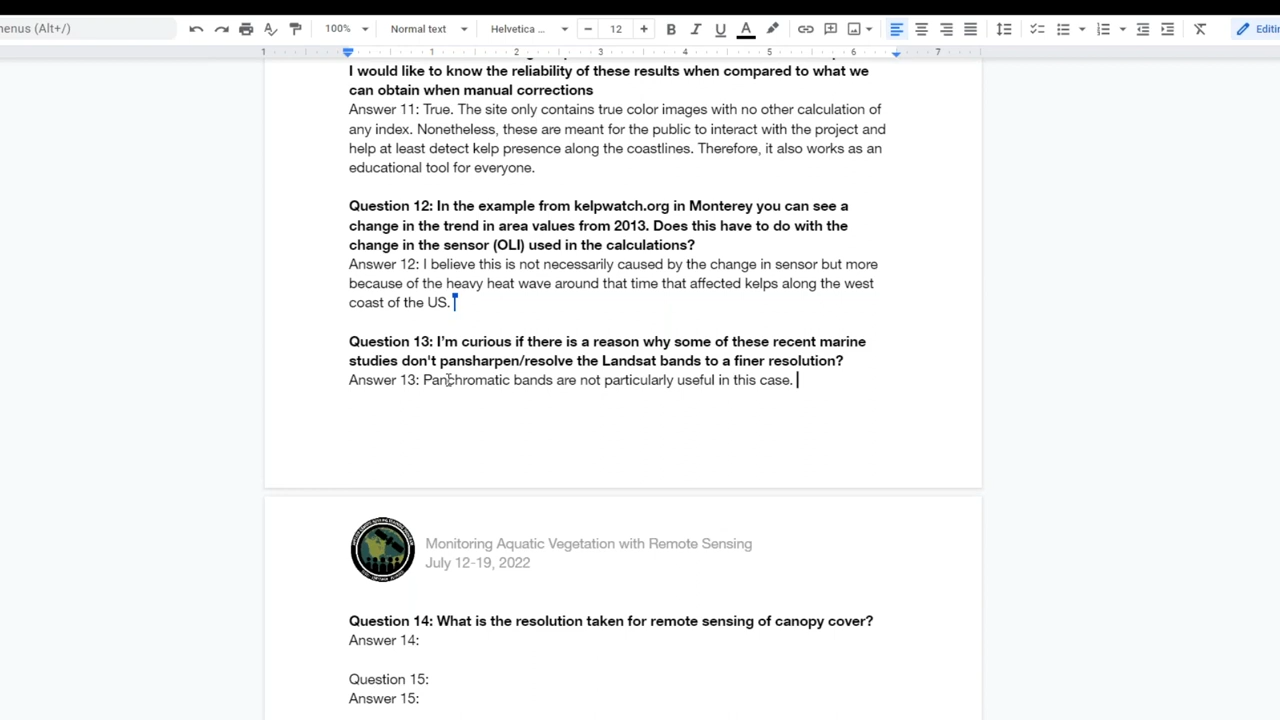 enus (Alt+/)
100%
Normal text
Helvetica ...
12
B I U A
Editin
1 1 2 3 4 5 6 7
I would like to know the reliability of these results when compared to what we
can obtain when manual corrections
Answer 11: True. The site only contains true color images with no other calculation of
any index. Nonetheless, these are meant for the public to interact with the project and
help at least detect kelp presence along the coastlines. Therefore, it also works as an
educational tool for everyone.
Question 12: In the example from kelpwatch.org in Monterey you can see a
change in the trend in area values from 2013. Does this have to do with the
change in the sensor (OLI) used in the calculations?
Answer 12: I believe this is not necessarily caused by the change in sensor but more
because of the heavy heat wave around that time that affected kelps along the west
coast of the US.
Question 13: I'm curious if there is a reason why some of these recent marine
studies don't pansharpen/resolve the Landsat bands to a finer resolution?
Answer 13: Panchromatic bands are not particularly useful in this case.
Monitoring Aquatic Vegetation with Remote Sensing
July 12-19, 2022
Question 14: What is the resolution taken for remote sensing of canopy cover?
Answer 14:
Question 15:
Answer 15: